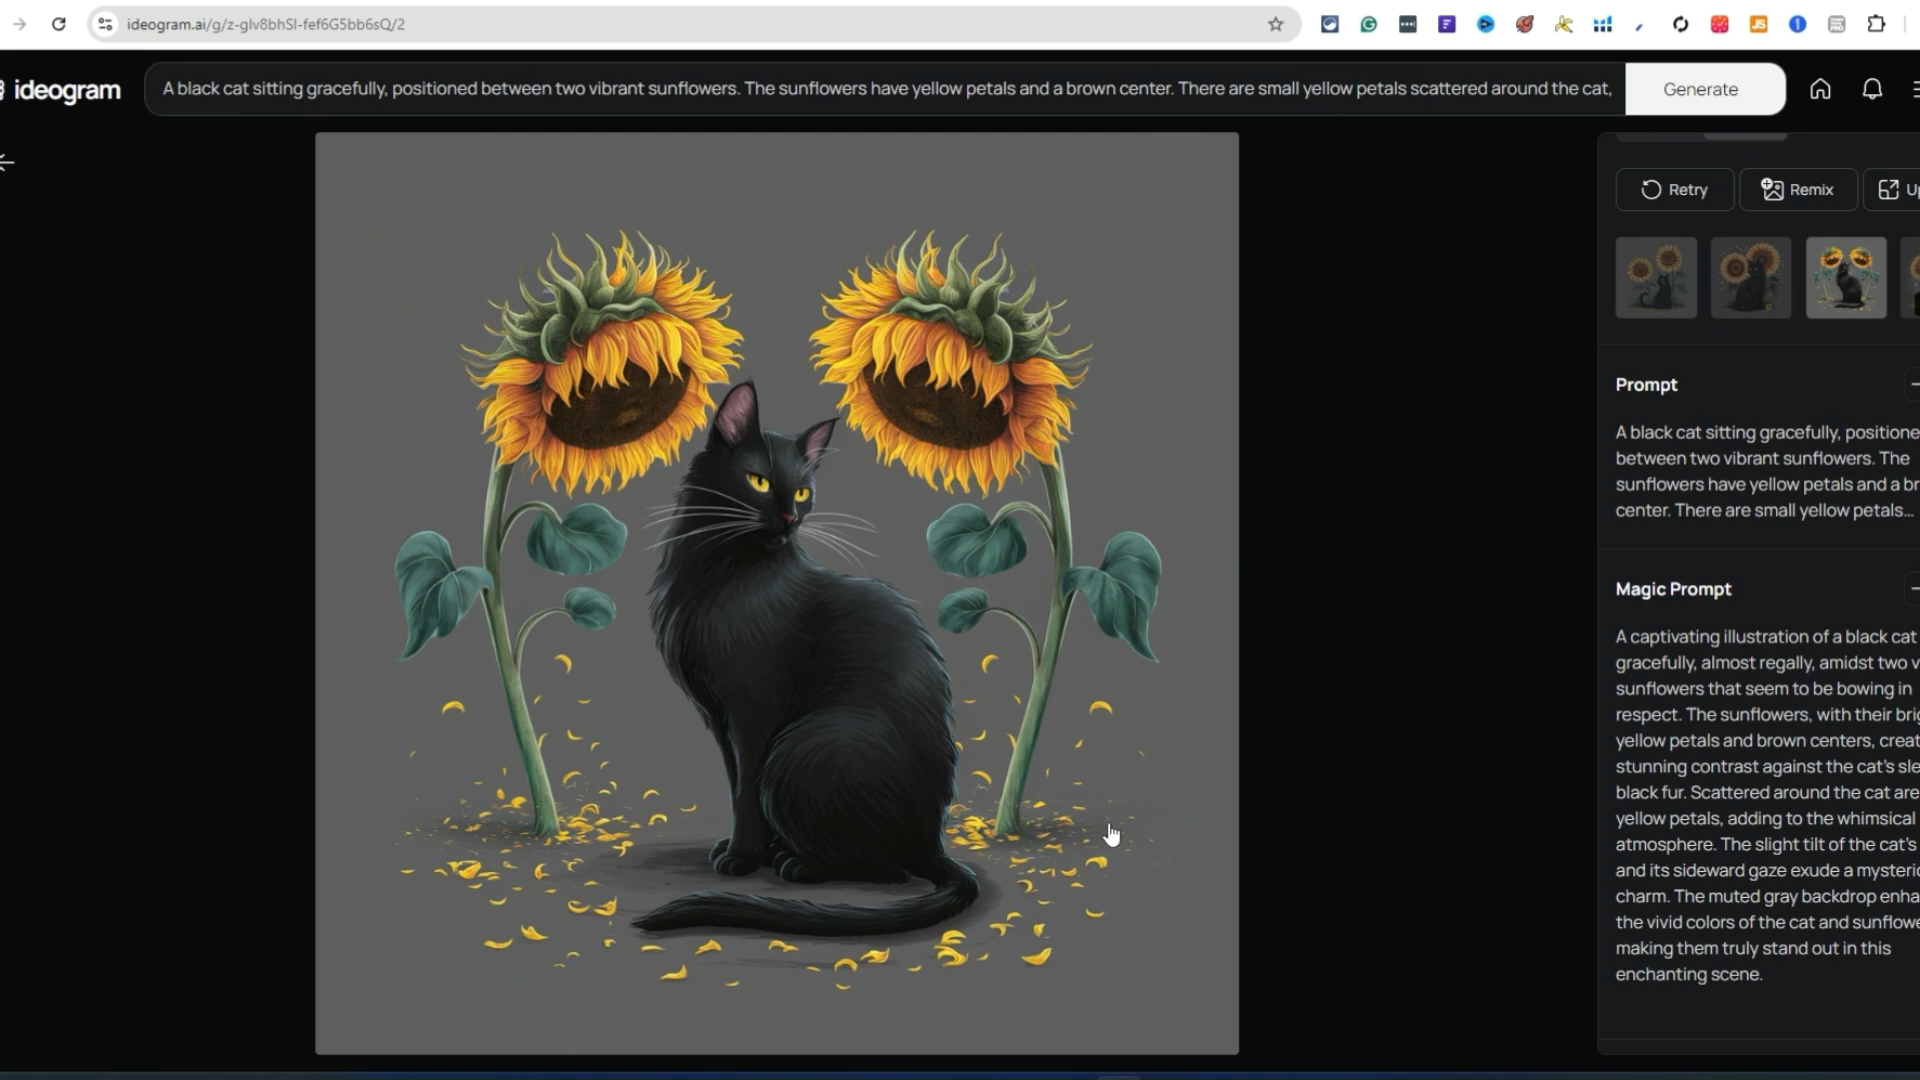 ideogram.ai/g/z-glv8bhSI-fef6G5bb6sQ/2
ideogram
A black cat sitting gracefully, positioned between two vibrant sunflowers. The sunflowers have yellow petals and a brown center. There are small yellow petals scattered around the cat,
Generate
Retry
Remix
Up
Prompt
A black cat sitting gracefully, positione
between two vibrant sunflowers. The
sunflowers have yellow petals and a br
center. There are small yellow petals...
Magic Prompt
A captivating illustration of a black cat
gracefully, almost regally, amidst two v
sunflowers that seem to be bowing in
respect. The sunflowers, with their brig
yellow petals and brown centers, creat
stunning contrast against the cat's sle
black fur. Scattered around the cat are
yellow petals, adding to the whimsical
atmosphere. The slight tilt of the cat's
and its sideward gaze exude a mysterio
charm. The muted gray backdrop enha
the vivid colors of the cat and sunflowe
making them truly stand out in this
enchanting scene.